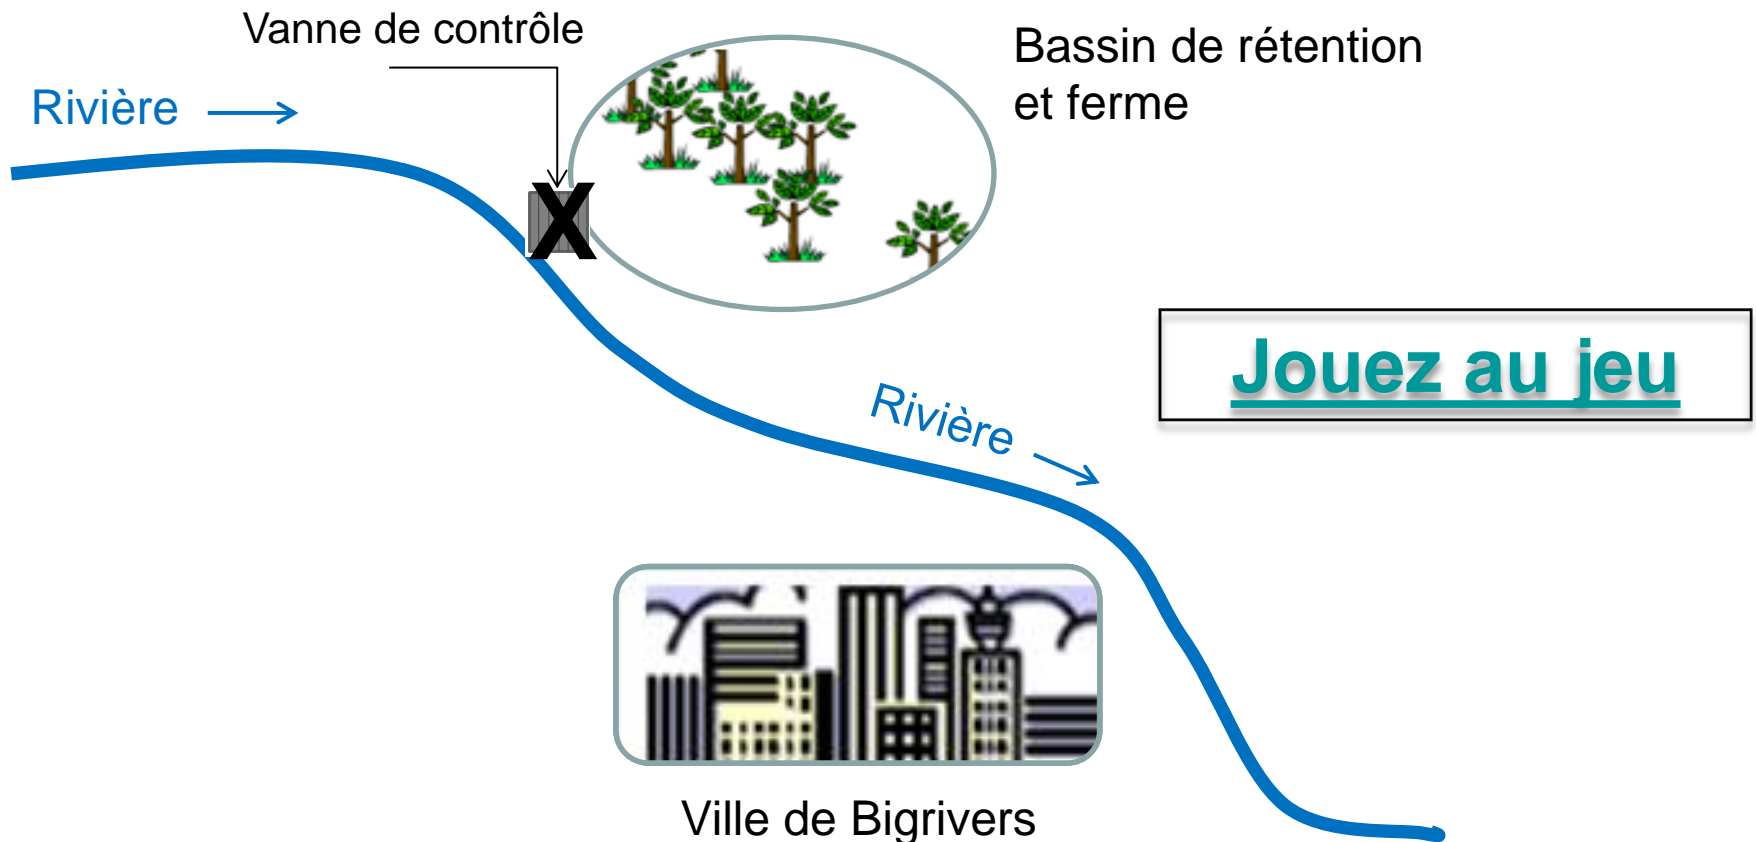 Vanne de contrôle
Bassin de rétention
et ferme
Rivière
X
Jouez au jeu
Rivière
Ville de Bigrivers